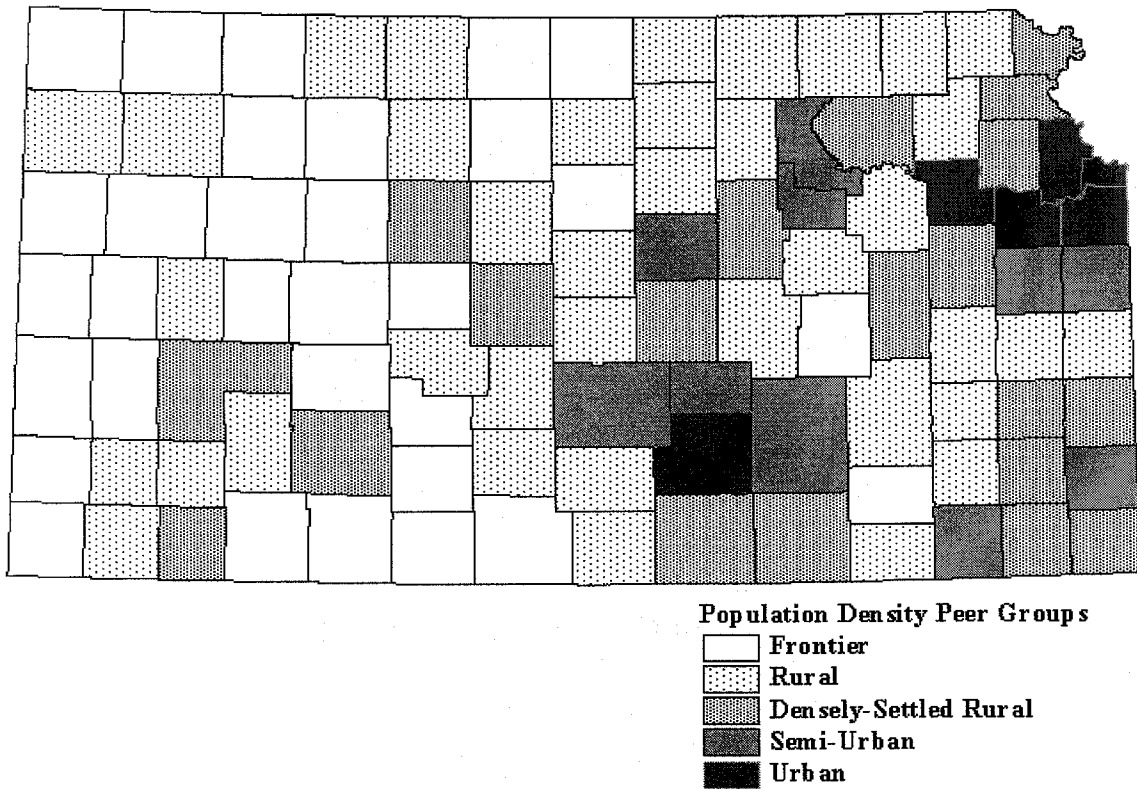 Population Density Peer Groups
Frontier
Rural
Densely-Settled Rural
Semi-Urban
Urban